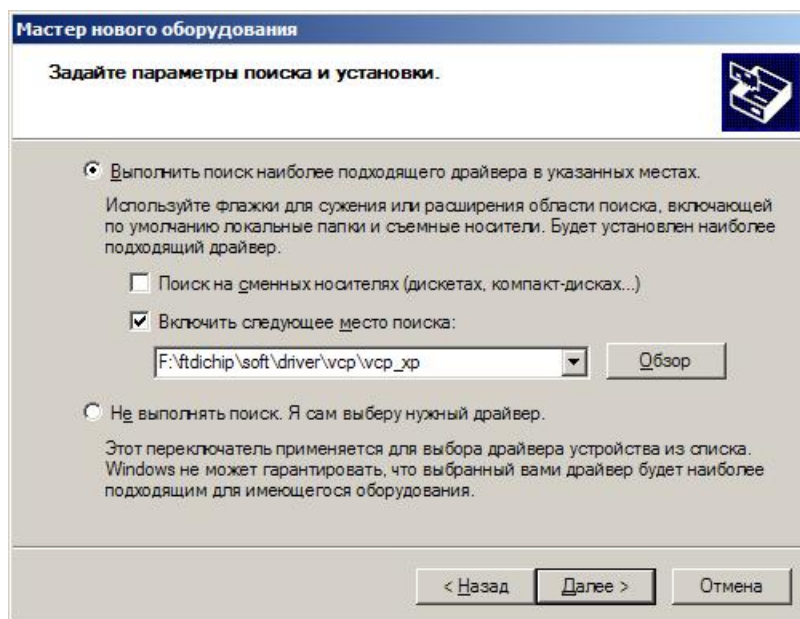 Мастер нового оборудования
Задайте параметры поиска и установки.
Выполнить поиск наиболее подходящего драйвера в указанных местах.
Используйте флажки для сужения или расширения области поиска, включающей
по умолчанию локальные папки и съемные носители. Будет установлен наиболее
подходящий драйвер.
Поиск на сменных носителях (дискетах, компакт-дисках...)
Включить следующее место поиска:
F:\ftdichip\soft\driver\vcp\vcp_xp
Обзор
Не выполнять поиск. Я сам выберу нужный драйвер.
Этот переключатель применяется для выбора драйвера устройства из списка.
Windows не может гарантировать, что выбранный вами драйвер будет наиболее
подходящим для имеющегося оборудования.
< Назад Далее > Отмена